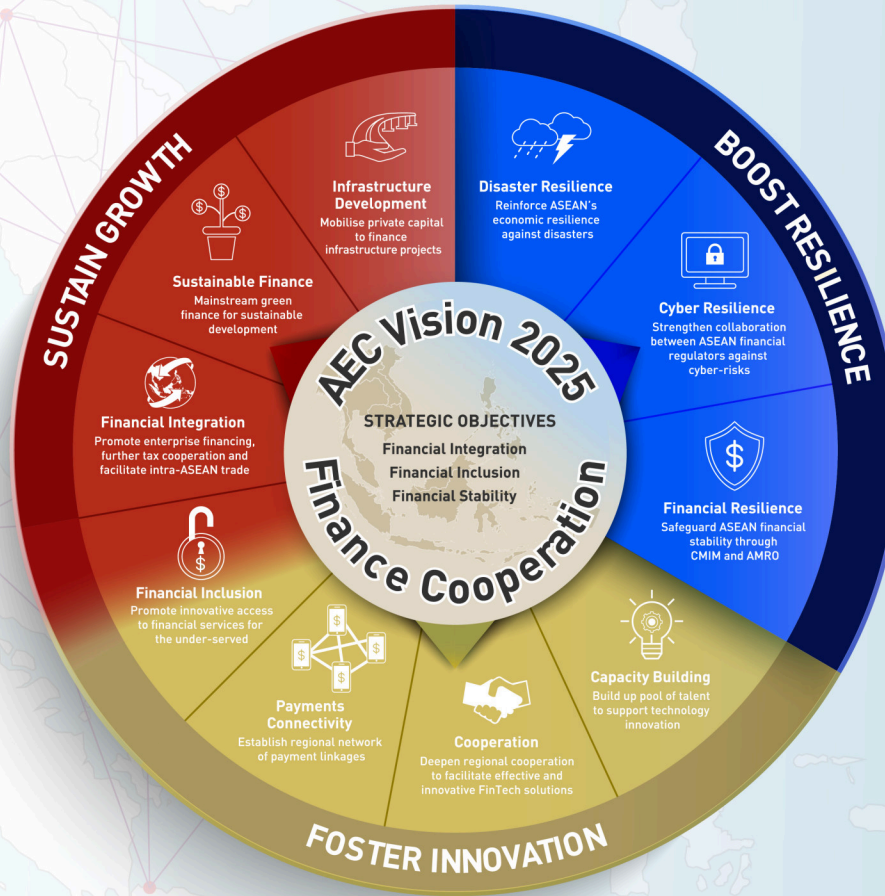 SUSTAIN GROWTH
BOOST RESILIENCE
FOSTER INNOVATION
AEC Vision 2025
STRATEGIC OBJECTIVES
Financial Integration
Financial Inclusion
Financial Stability
Finance Cooperation
Infrastructure
Development
Mobilise private capital
to finance
infrastructure projects
Sustainable Finance
Mainstream green
finance for sustainable
development
Financial Integration
Promote enterprise financing,
further tax cooperation and
facilitate intra-ASEAN trade
Financial Inclusion
Promote innovative access
to financial services for
the under-served
Payments
Connectivity
Establish regional network
of payment linkages
Cooperation
Deepen regional cooperation
to facilitate effective and
innovative FinTech solutions
Capacity Building
Build up pool of talent
to support technology
innovation
Financial Resilience
Safeguard ASEAN financial
stability through
CMIM and AMRO
Cyber Resilience
Strengthen collaboration
between ASEAN financial
regulators against
cyber-risks
Disaster Resilience
Reinforce ASEAN's
economic resilience
against disasters